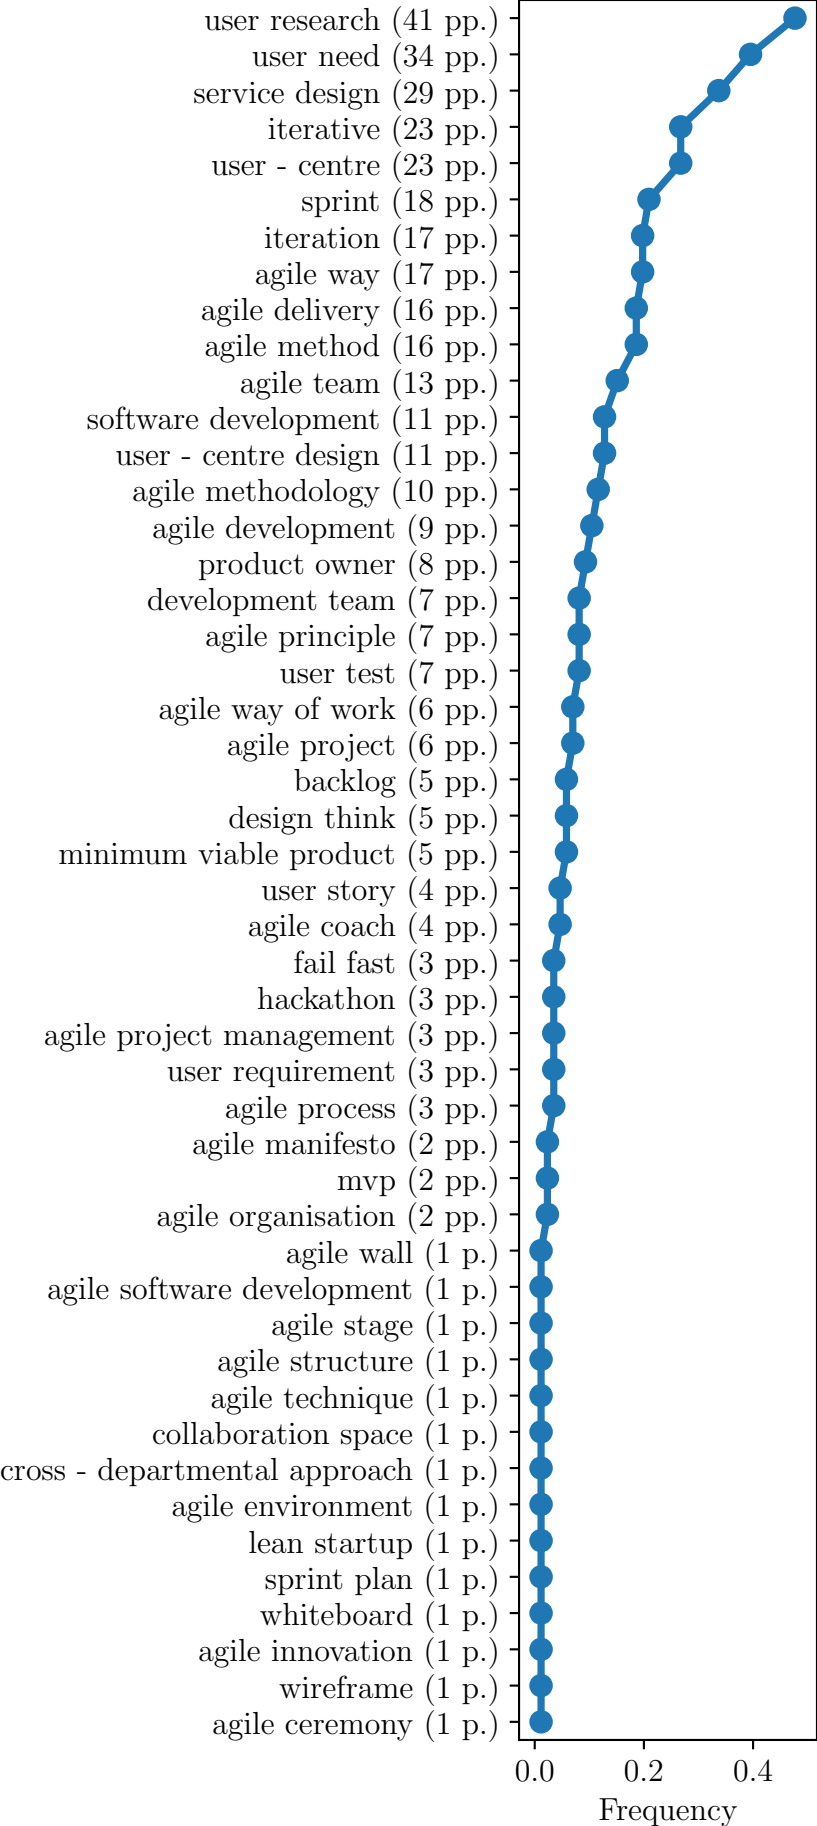 user research (41 pp.)
user need (34 pp.)
service design (29 pp.)
iterative (23 pp.)
user - centre (23 pp.)
sprint (18 pp.)
iteration (17 pp.)
agile way (17 pp.)
agile delivery (16 pp.)
agile method (16 pp.)
agile team (13 pp.)
software development (11 pp.)
user - centre design (11 pp.)
agile methodology (10 pp.)
agile development (9 pp.)
product owner (8 pp.)
development team (7 pp.)
agile principle (7 pp.)
user test (7 pp.)
agile way of work (6 pp.)
agile project (6 pp.)
backlog (5 pp.)
design think (5 pp.)
minimum viable product (5 pp.)
user story (4 pp.)
agile coach (4 pp.)
fail fast (3 pp.)
hackathon (3 pp.)
agile project management (3 pp.)
user requirement (3 pp.)
agile process (3 pp.)
agile manifesto (2 pp.)
mvp (2 pp.)
agile organisation (2 pp.)
agile wall (1 p.)
agile software development (1 p.)
agile stage (1 p.)
agile structure (1 p.)
agile technique (1 p.)
collaboration space (1 p.)
cross - departmental approach (1 p.)
agile environment (1 p.)
lean startup (1 p.)
sprint plan (1 p.)
whiteboard (1 p.)
agile innovation (1 p.)
wireframe (1 p.)
agile ceremony (1 p.)
0.0 0.2 0.4
Frequency